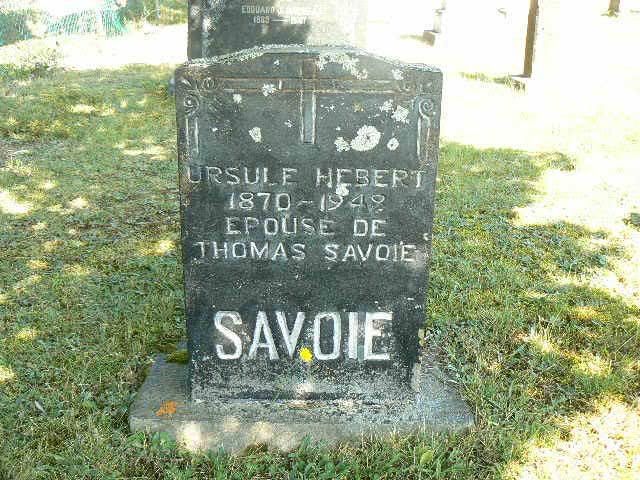 URSULE HEBERT
1870-1948
EPOUSE DE
THOMAS SAVOIE
SAVOIE